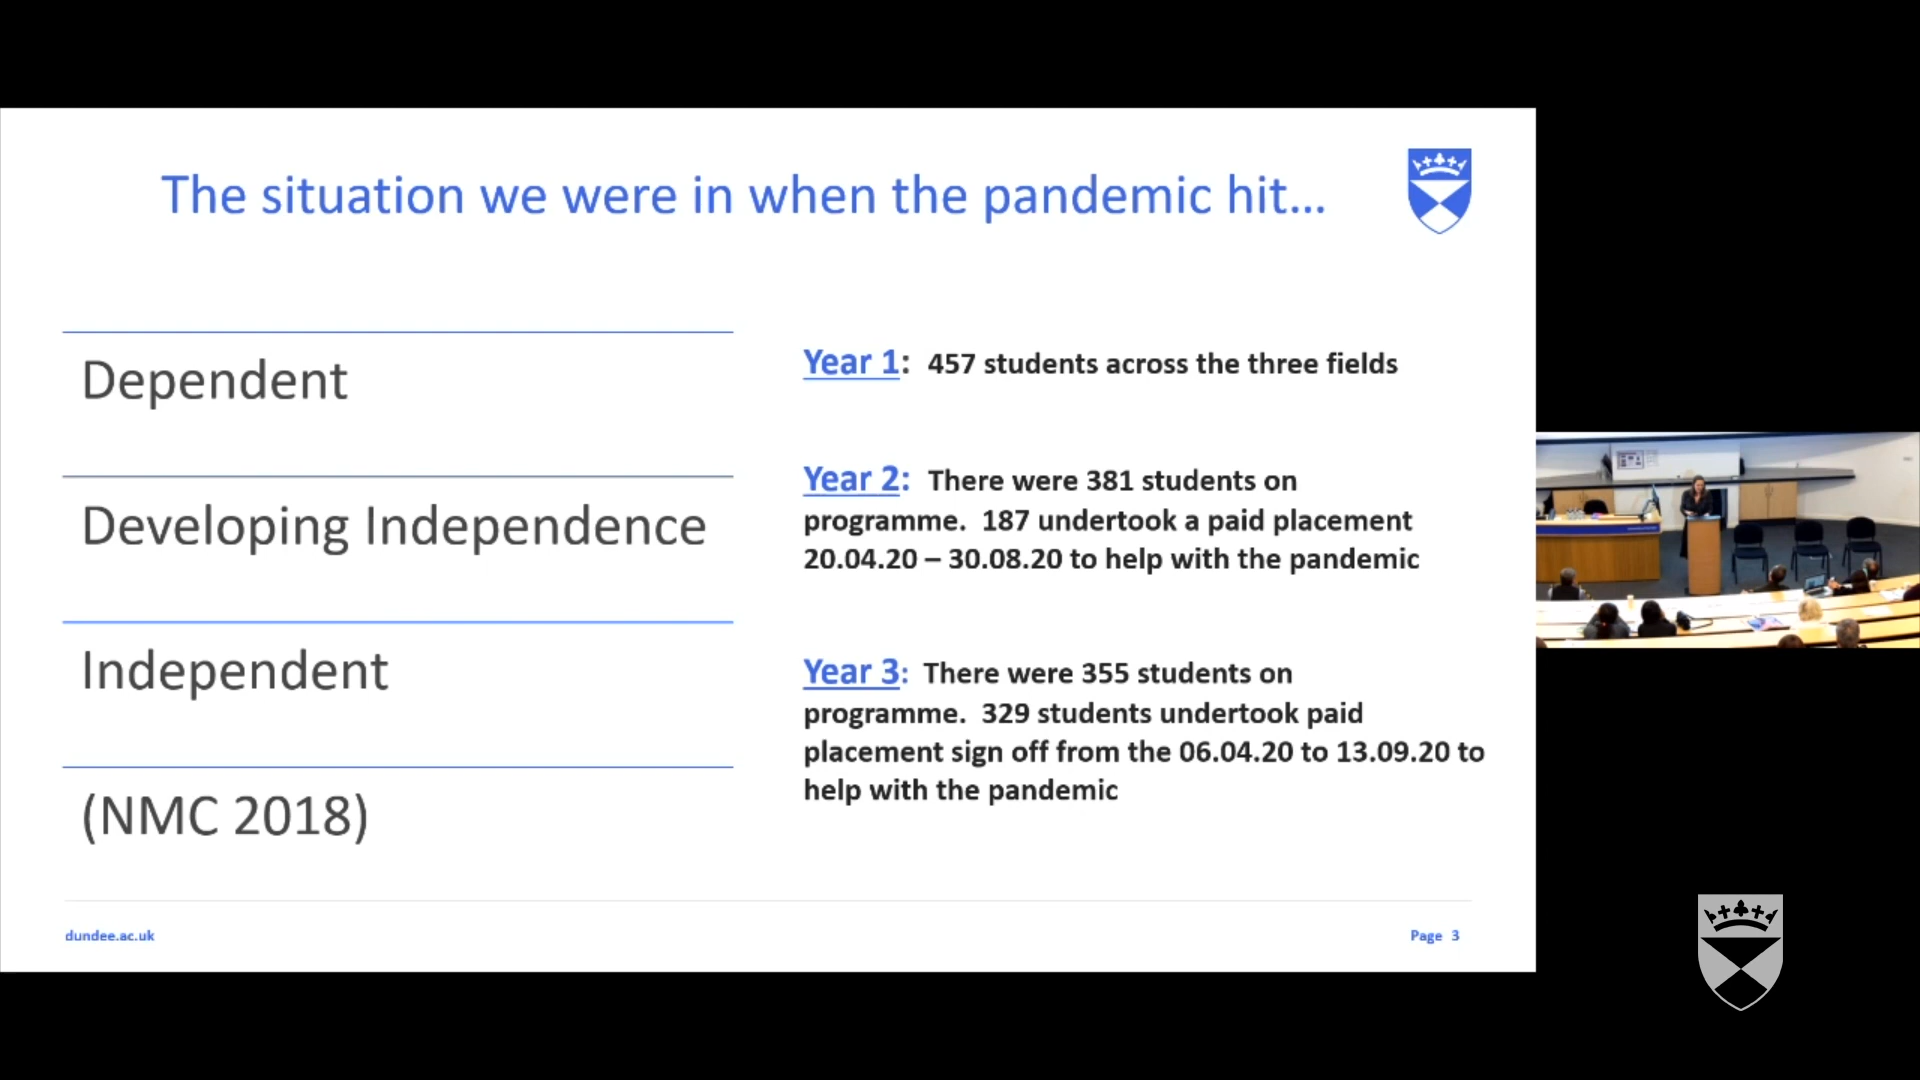 The situation we were in when the pandemic hit...
Dependent
Developing Independence
Independent
(NMC 2018)
Year 1:  457 students across the three fields
Year 2:  There were 381 students on
programme.  187 undertook a paid placement
20.04.20 – 30.08.20 to help with the pandemic
Year 3:  There were 355 students on
programme.  329 students undertook paid
placement sign off from the 06.04.20 to 13.09.20 to
help with the pandemic
dundee.ac.uk
Page 3